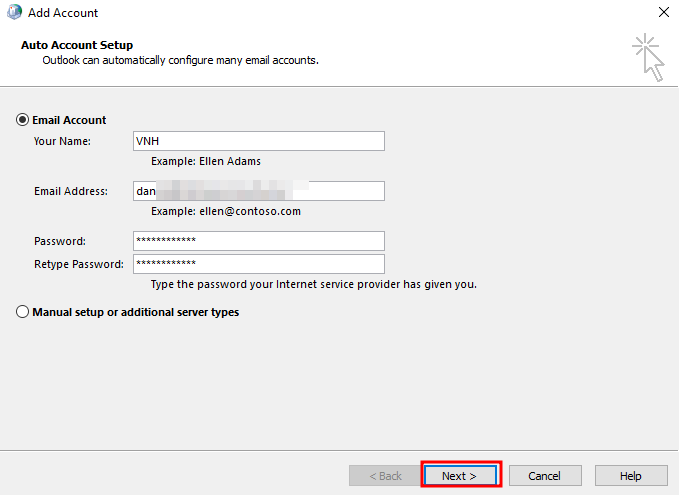 Add Account
Auto Account Setup
Outlook can automatically configure many email accounts.
Email Account
Your Name: VNH
Example: Ellen Adams
Email Address: dan
Example: ellen@contoso.com
Password: ************
Retype Password: ************
Type the password your Internet service provider has given you.
Manual setup or additional server types
< Back Next > Cancel Help